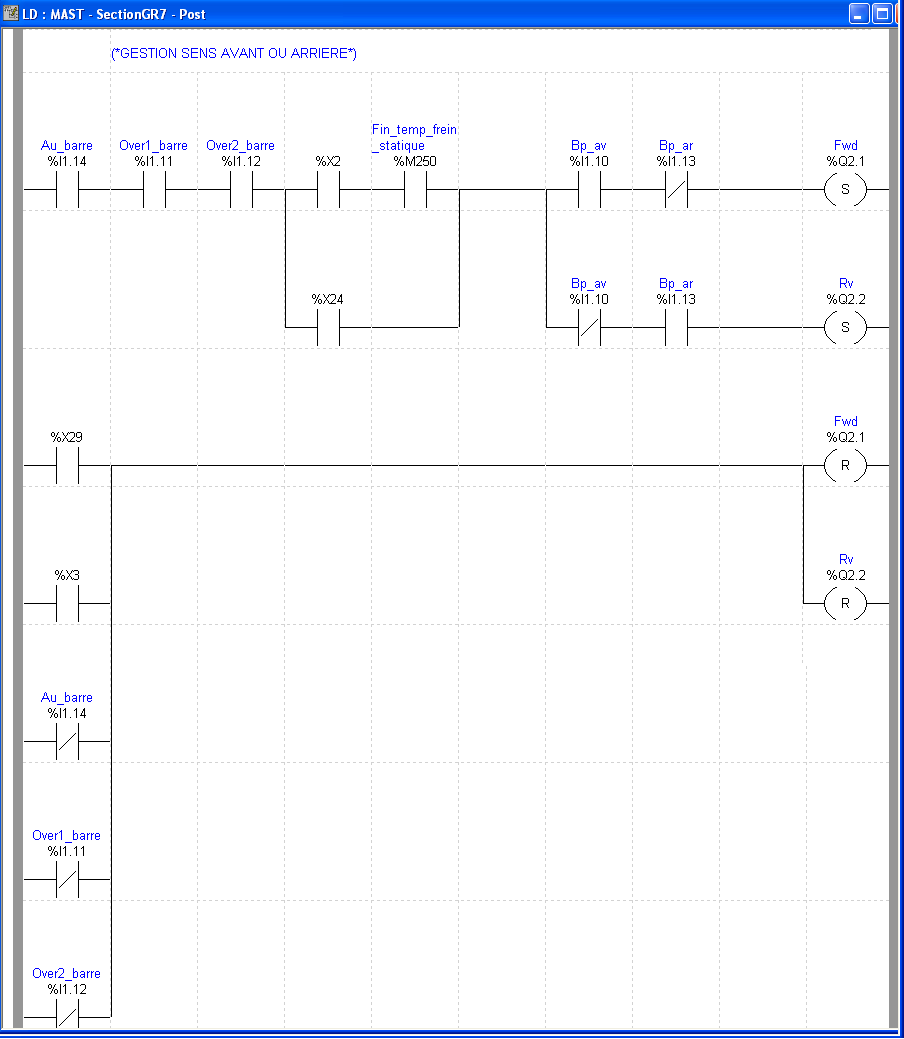 LD : MAST - SectionGR7 - Post
(*GESTION SENS AVANT OU ARRIERE*)
Fin_temp_frein
Au_barre Over1_barre Over2_barre _statique Bp_av Bp_ar Fwd
%I1.14 %I1.11 %I1.12 %X2 %M250 %I1.10 %I1.13 %Q2.1
S
Bp_av Bp_ar Rv
%X24 %I1.10 %I1.13 %Q2.2
S
Fwd
%X29 %Q2.1
R
Rv
%X3 %Q2.2
R
Au_barre
%I1.14
Over1_barre
%I1.11
Over2_barre
%I1.12